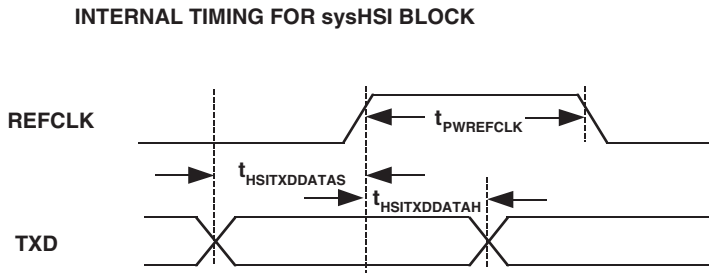 INTERNAL TIMING FOR sysHSI BLOCK
REFCLK
tPWREFCLK
tHSITXDDATAS
tHSITXDDATAH
TXD